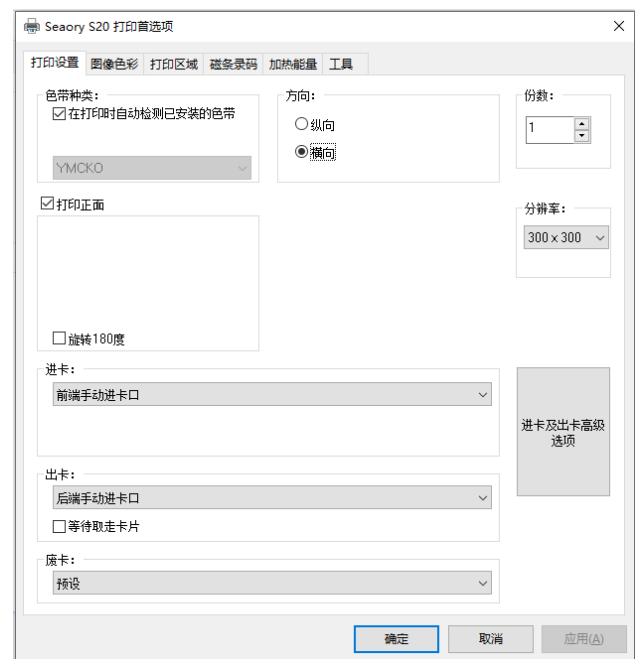 Seaory S20 打印首选项
打印设置 图像色彩 打印区域 磁条录码 加热能量 工具
色带种类:
在打印时自动检测已安装的色带
YMCKO
方向:
纵向
横向
份数:
1
打印正面
旋转180度
分辨率:
300 x 300
进卡:
前端手动进卡口
进卡及出卡高级
选项
出卡:
后端手动进卡口
等待取走卡片
废卡:
预设
确定 取消 应用(A)